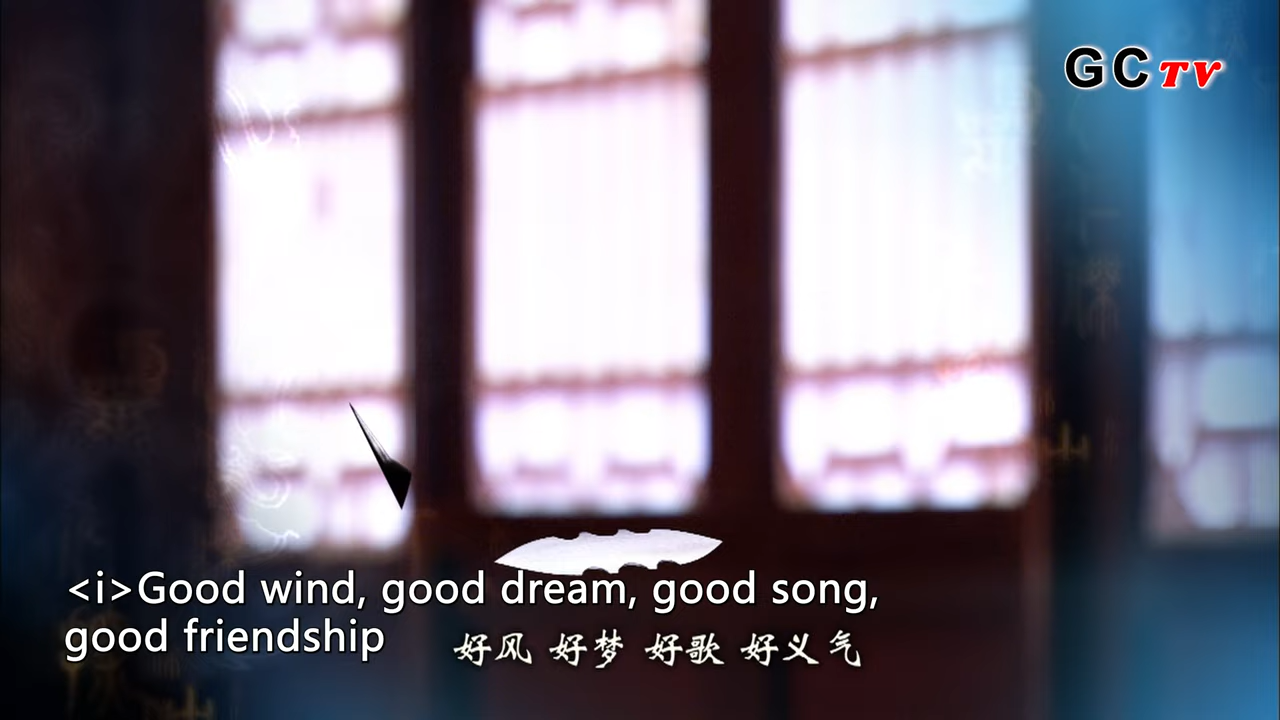 GCTV
<i>Good wind, good dream, good song,
good friendship
好风 好梦 好歌 好义气